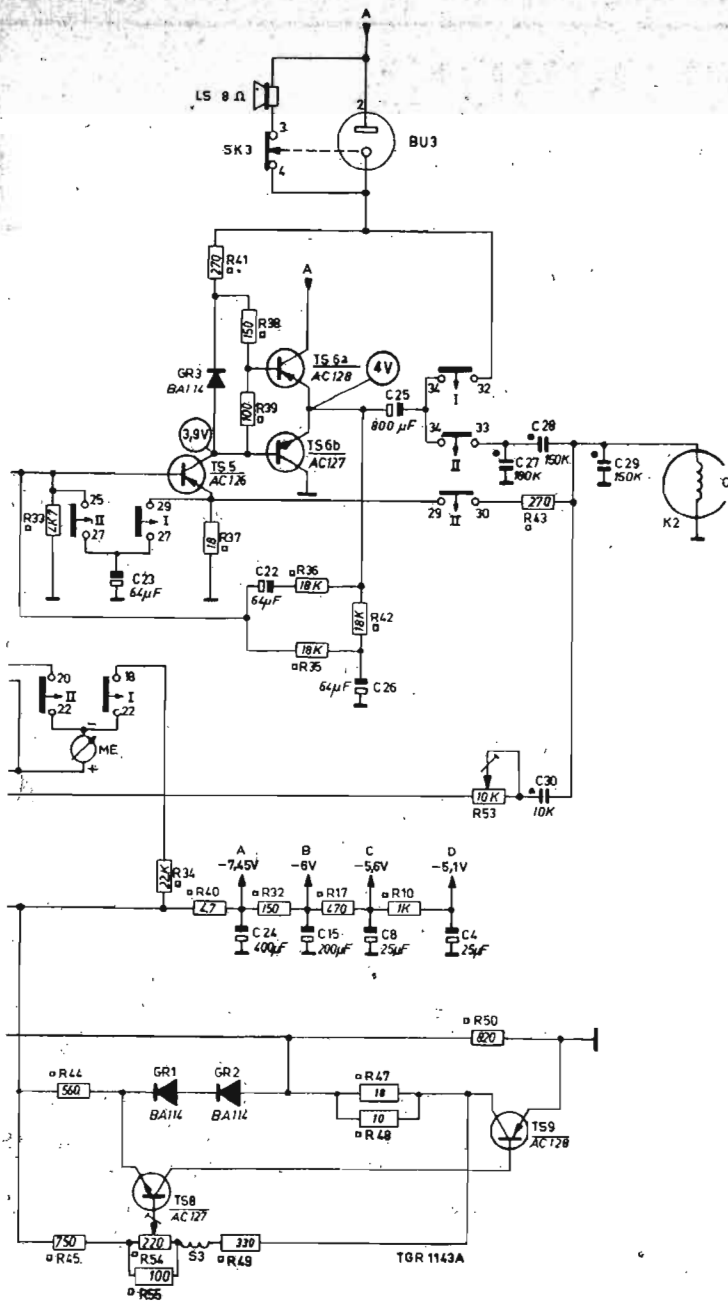 A
LS 8 Ω
2
3
SK3
4
BU3
270 R41
A
150 R38
TS 6a
AC128
4V
GR3
BA114
100 R39
C25
800 µF
34 32
I
3,9V
TS6b
AC127
34 33
II
C28
150K
TS5
AC126
C27
180K
C29
150K
R33 2K7
25
II
27
29
I
27
18 R37
29 30
II
270
R43
K2
C23
64µF
C22
64µF
R36
18K
18K R42
18K
R35
64µF C26
20
II
22
18
I
22
−
ME
+
10K
R53
C30
10K
22K R34
A
−7,45V
B
−6V
C
−5,6V
D
−5,1V
R40
4.7
R32
150
R17
470
R10
1K
C24
400µF
C15
200µF
C8
25µF
C4
25µF
R50
820
R44
560
GR1
BA114
GR2
BA114
R47
18
10
R48
TS9
AC128
TS8
AC127
750
R45
220
R54
100
R55
S3
330
R49
TGR 1143A